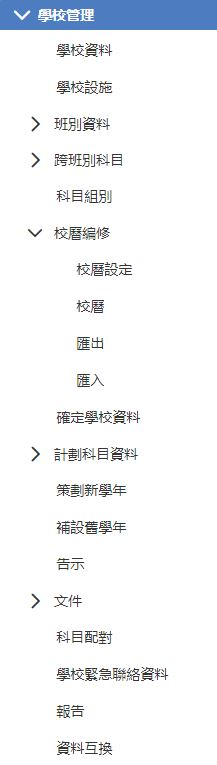 學校管理
學校資料
學校設施
班別資料
跨班別科目
科目組別
校曆編修
校曆設定
校曆
匯出
匯入
確定學校資料
計劃科目資料
策劃新學年
補設舊學年
告示
文件
科目配對
學校緊急聯絡資料
報告
資料互換